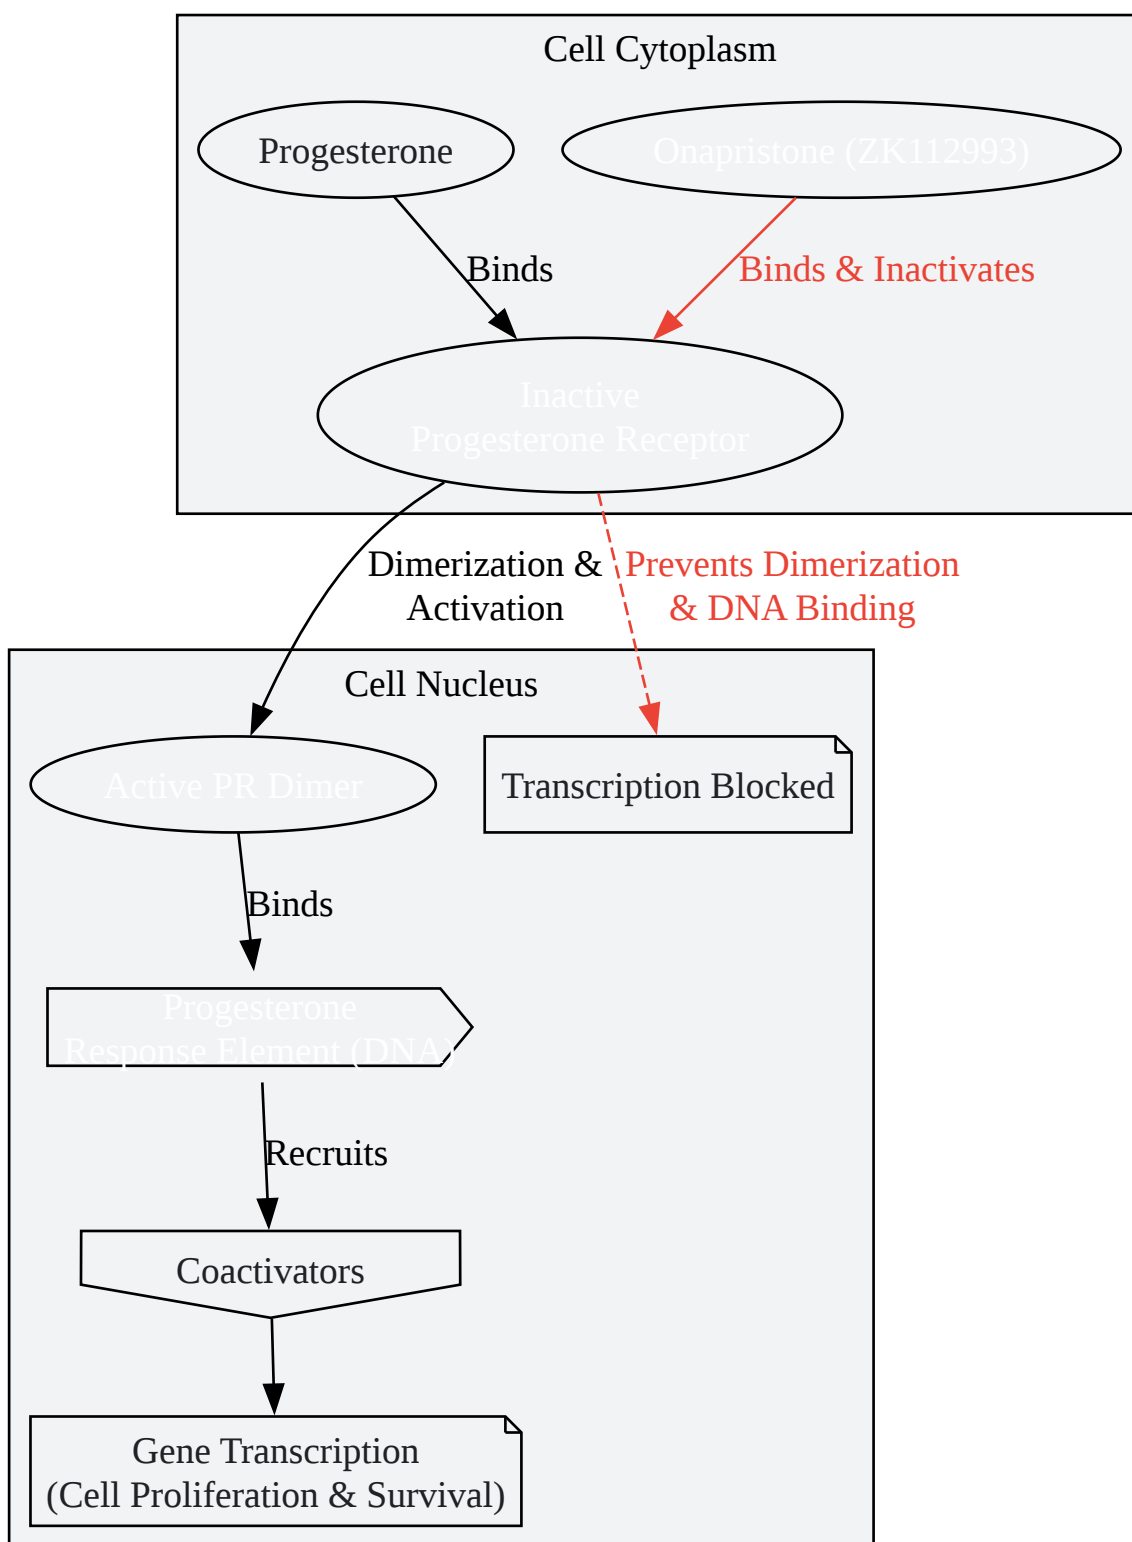 Cell Cytoplasm
Progesterone
Onapristone (ZK112993)
Binds
Binds & Inactivates
Inactive
Progesterone Receptor
Dimerization &
Activation
Prevents Dimerization
& DNA Binding
Cell Nucleus
Active PR Dimer
Transcription Blocked
Binds
Progesterone
Response Element (DNA)
Recruits
Coactivators
Gene Transcription
(Cell Proliferation & Survival)